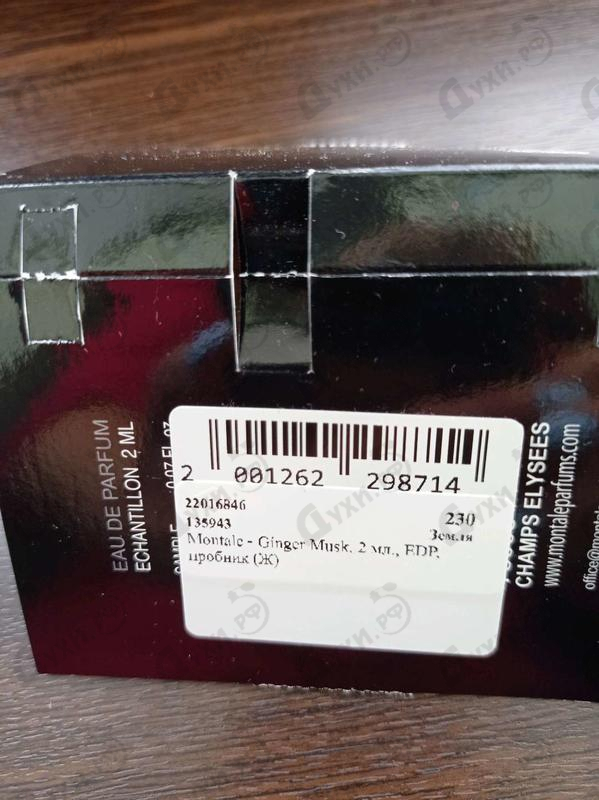 EAU DE PARFUM
ECHANTILLON 2 ML
2 001262 298714
22016846
135943
230
Земля
Montale - Ginger Musk, 2 мл., EDP,
пробник (Ж)
CHAMPS ELYSEES
www.montaleparfums.com
Духи.рф